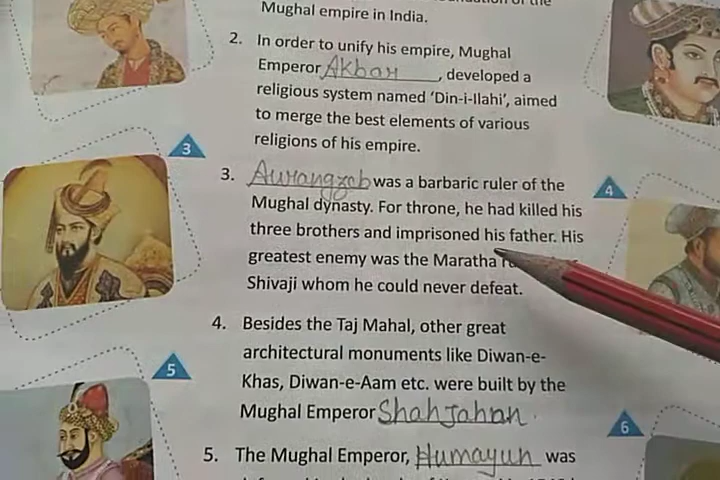 Mughal empire in India.
2. In order to unify his empire, Mughal
Emperor Akbar, developed a
religious system named 'Din-i-Ilahi', aimed
to merge the best elements of various
religions of his empire.
3
3. Aurangzeb was a barbaric ruler of the
4
Mughal dynasty. For throne, he had killed his
three brothers and imprisoned his father. His
greatest enemy was the Maratha
Shivaji whom he could never defeat.
4. Besides the Taj Mahal, other great
architectural monuments like Diwan-e-
5
Khas, Diwan-e-Aam etc. were built by the
Mughal Emperor Shah Jahan.
6
5. The Mughal Emperor, Humayun was